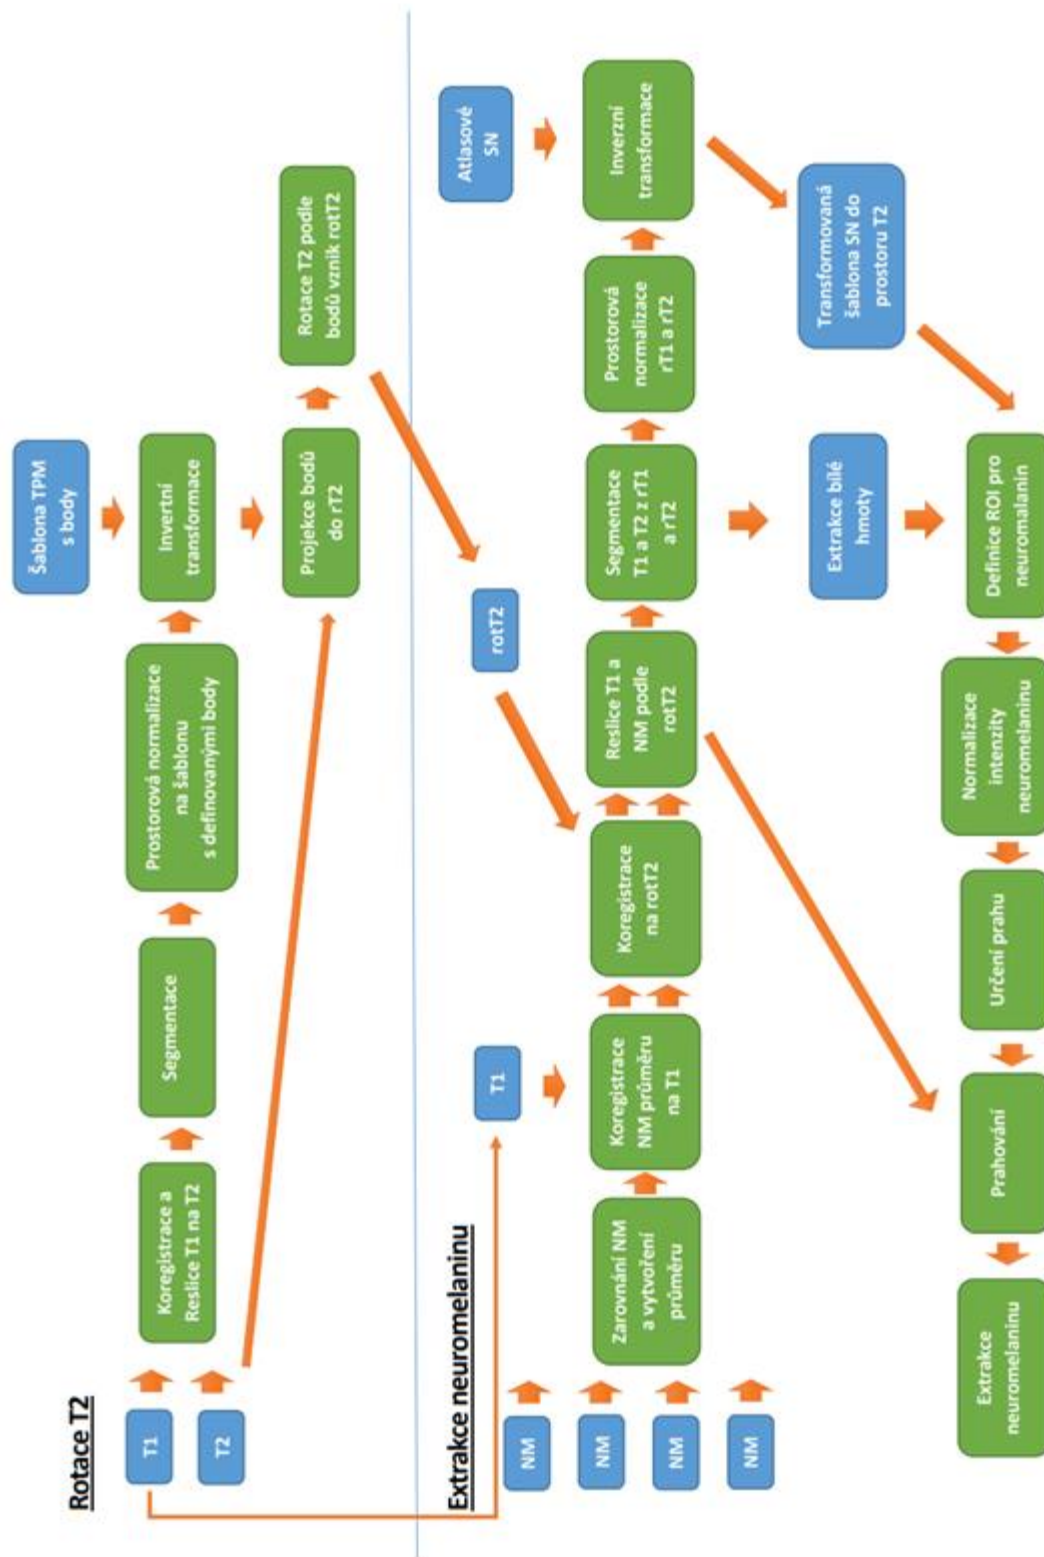 Rotace T2
Šablona TPM
s body
T1
T2
Koregistrace a
Reslice T1 na T2
Segmentace
Prostorová normalizace
na šablonu
s definovanými body
Invertní
transformace
Projekce bodů
do rT2
Rotace T2 podle
bodů vznik rotT2
Extrakce neuromelaninu
T1
rotT2
Atlasové
SN
NM
NM
NM
NM
Zarovnání NM
a vytvoření
průměru
Koregistrace
NM průměru
na T1
Koregistrace
na rotT2
Reslice T1 a
NM podle
rotT2
Segmentace
T1 a T2 z rT1
a rT2
Prostorová
normalizace
rT1 a rT2
Inverzní
transformace
Extrakce bílé
hmoty
Transformovaná
šablona SN do
prostoru T2
Extrakce
neuromelaninu
Prahování
Určení prahu
Normalizace
intenzity
neuromelaninu
Definice ROI pro
neuromalanin